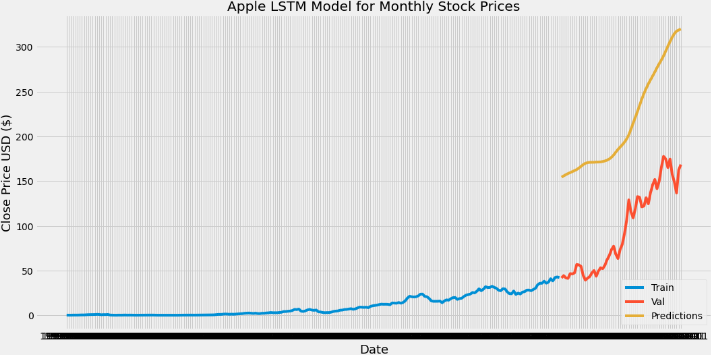 Apple LSTM Model for Monthly Stock Prices
Close Price USD ($)
300
250
200
150
100
50
0
Train
Val
Predictions
Date